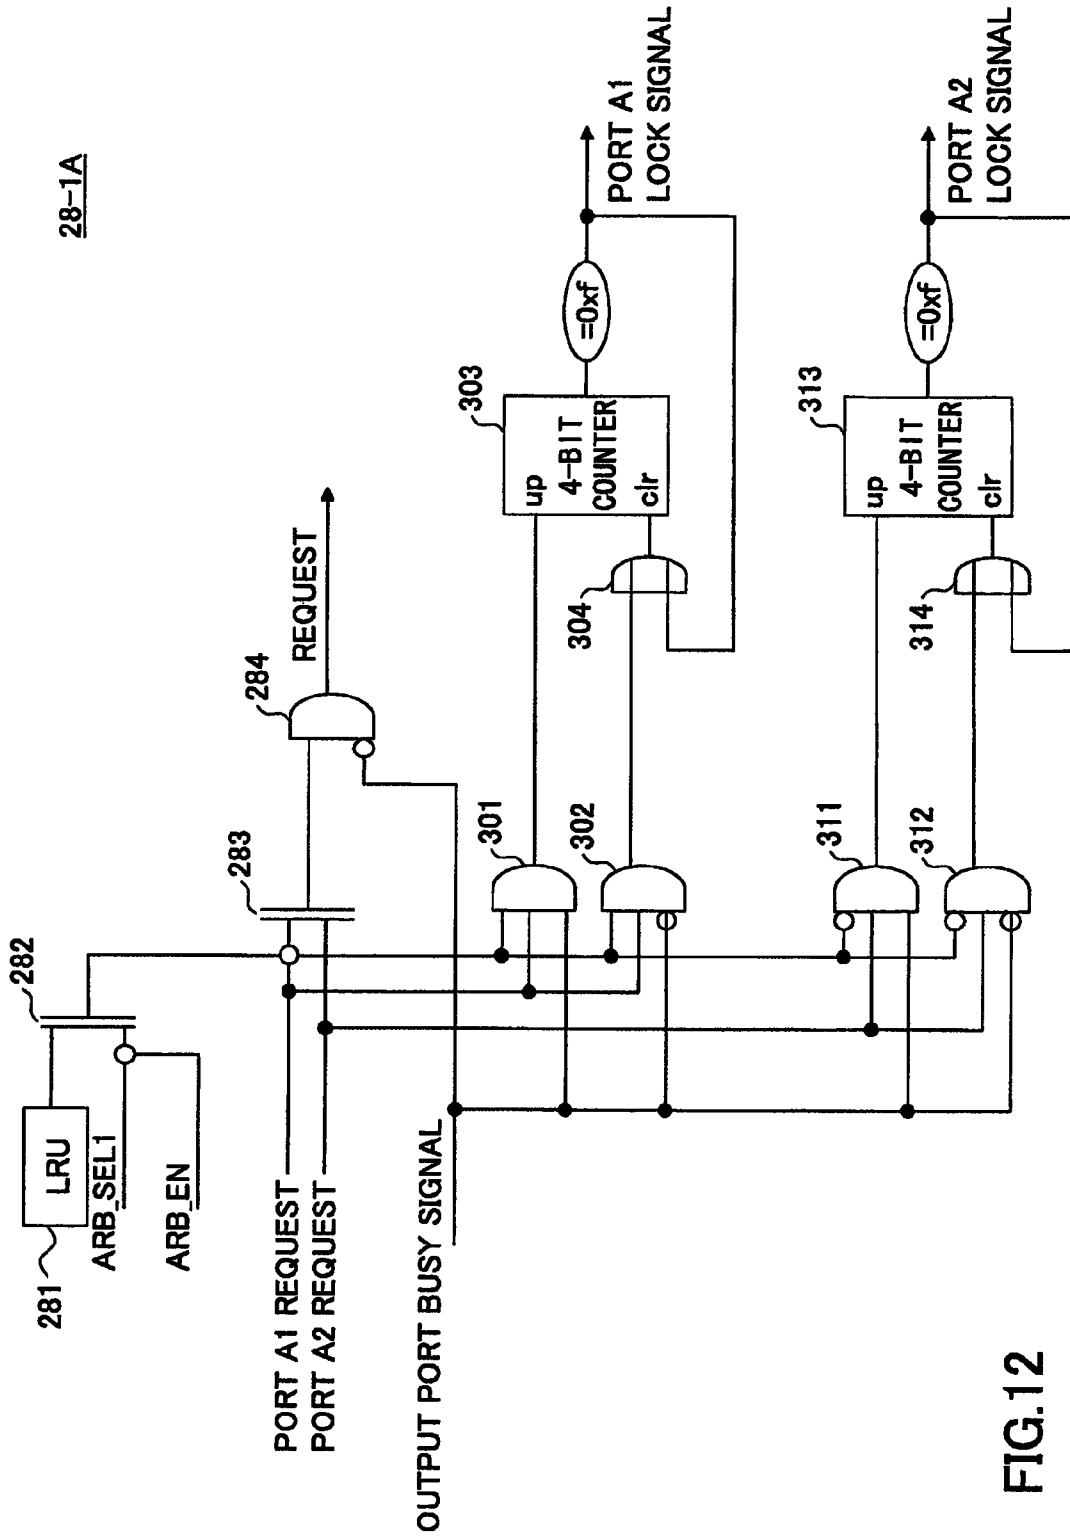 28-1A
282
LRU
281
ARB_SEL1
ARB_EN
283
284
REQUEST
PORT A1 REQUEST
PORT A2 REQUEST
OUTPUT PORT BUSY SIGNAL
301
302
303
up
4-BIT
COUNTER
clr
304
=0xf
PORT A1
LOCK SIGNAL
311
312
313
up
4-BIT
COUNTER
clr
314
=0xf
PORT A2
LOCK SIGNAL
FIG.12